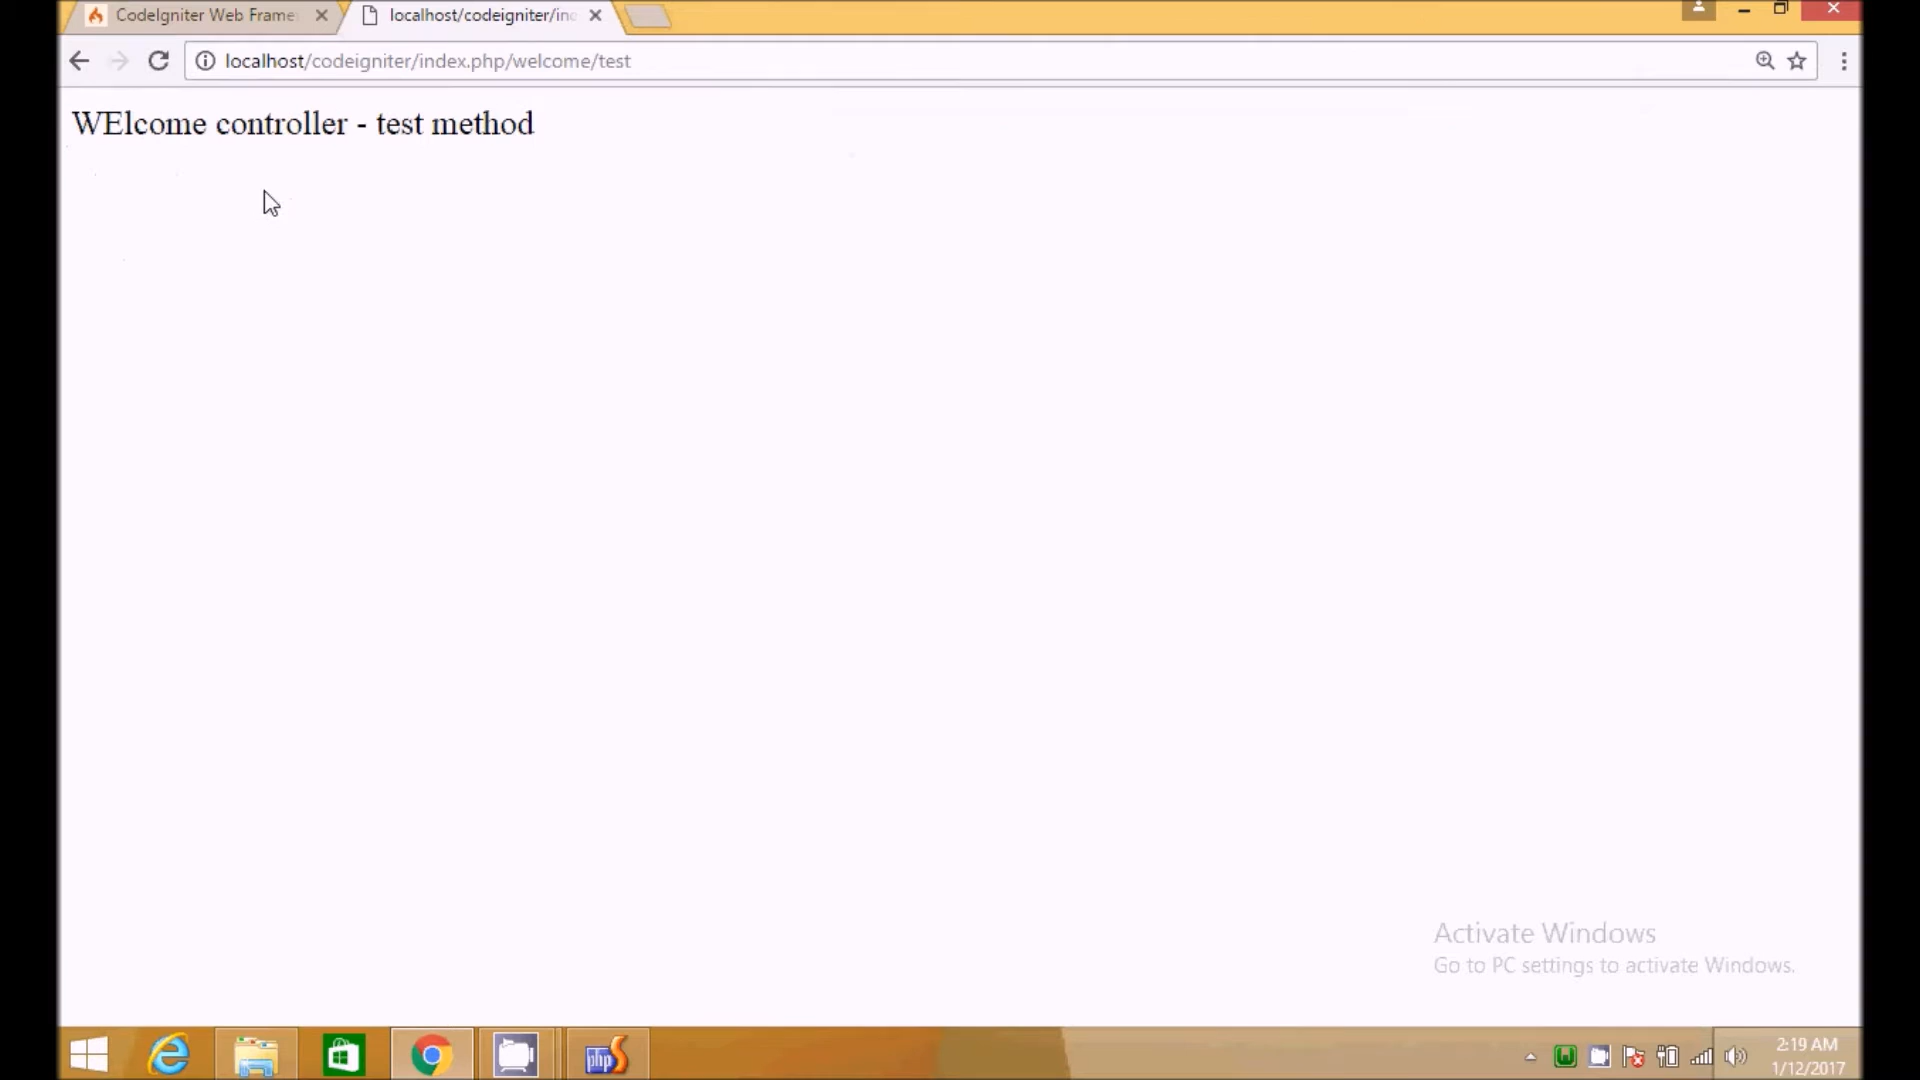 CodeIgniter Web Frame
localhost/codeigniter/in
localhost/codeigniter/index.php/welcome/test
WElcome controller - test method
Activate Windows
Go to PC settings to activate Windows.
php
2:19 AM
1/12/2017